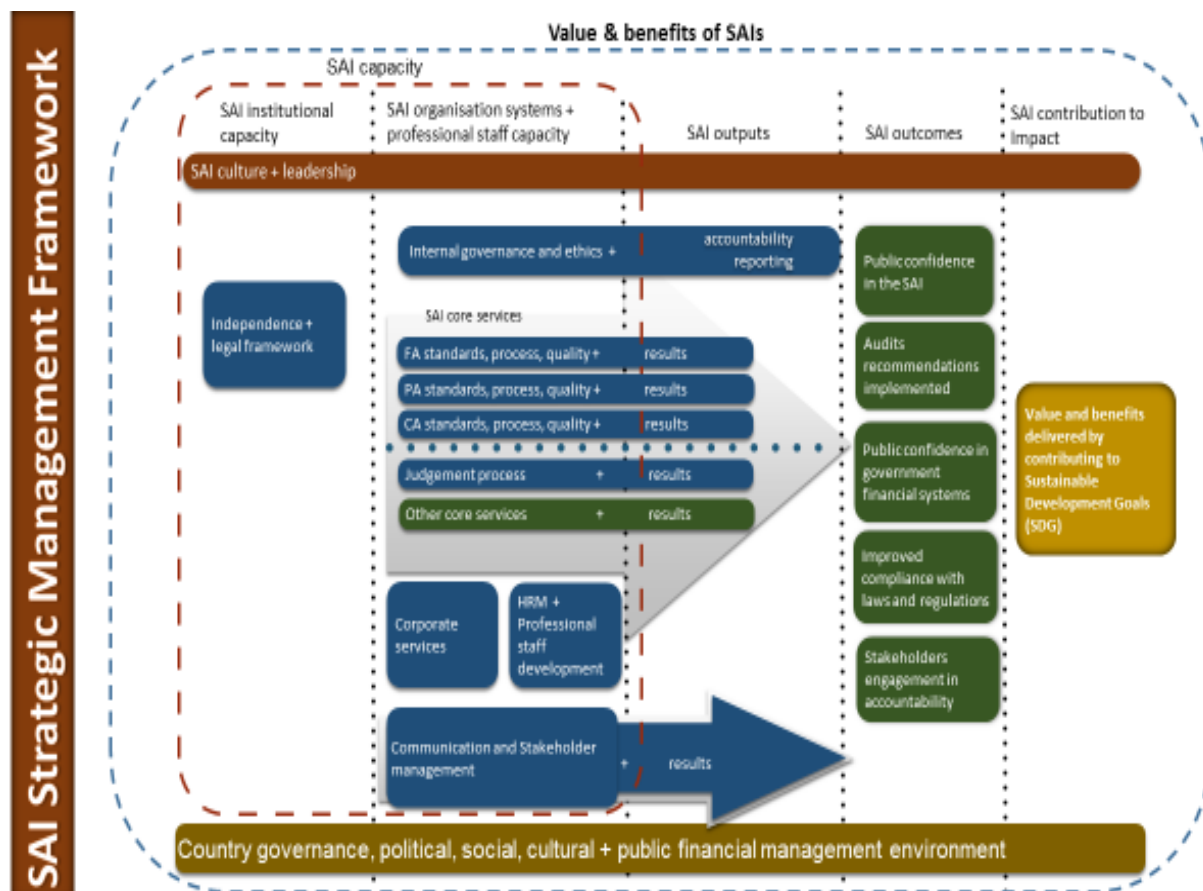 SAI Strategic Management Framework
Value & benefits of SAIs
SAI capacity
SAI institutional
capacity
SAI organisation systems +
professional staff capacity
SAI outputs
SAI outcomes
SAI contribution to
Impact
SAI culture + leadership
Internal governance and ethics +
accountability
reporting
Independence +
legal framework
SAI core services
FA standards, process, quality + results
PA standards, process, quality + results
CA standards, process, quality + results
Judgement process + results
Other core services + results
Corporate
services
HRM +
Professional
staff
development
Communication and Stakeholder
management
+ results
Public confidence
in the SAI
Audits
recommendations
implemented
Public confidence in
government
financial systems
Improved
compliance with
laws and regulations
Stakeholders
engagement in
accountability
Value and benefits
delivered by
contributing to
Sustainable
Development Goals
(SDG)
Country governance, political, social, cultural + public financial management environment